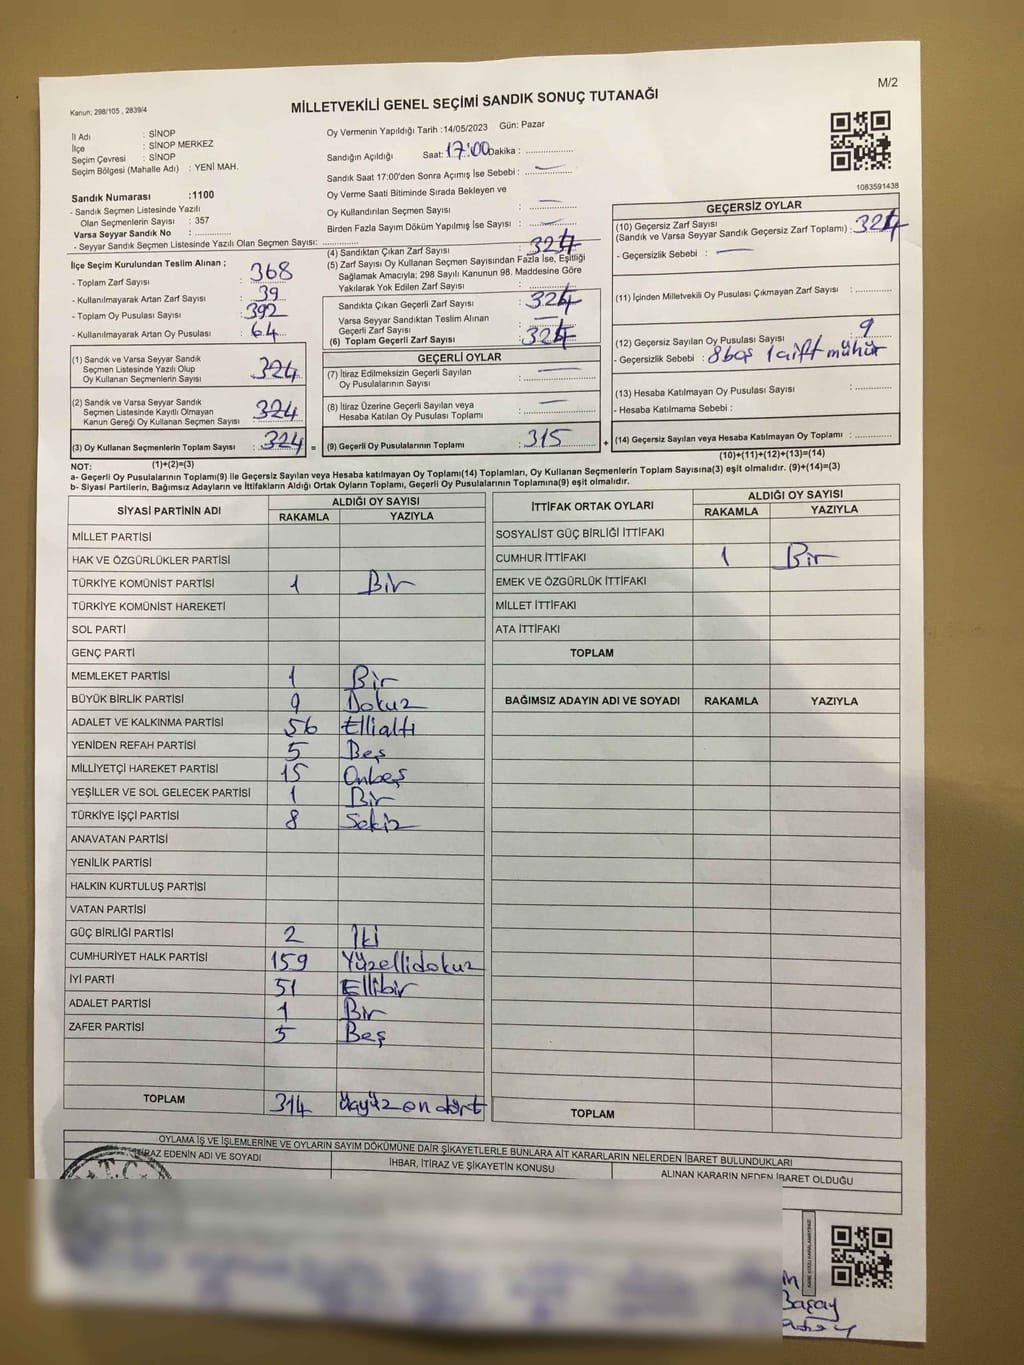 M/2
Kanun: 298/105 , 2839/4
MİLLETVEKİLİ GENEL SEÇİMİ SANDIK SONUÇ TUTANAĞI
İl Adı : SİNOP
İlçe : SİNOP MERKEZ
Seçim Çevresi : SİNOP
Seçim Bölgesi (Mahalle Adı) : YENİ MAH.
Sandık Numarası :1100
- Sandık Seçmen Listesinde Yazılı
Olan Seçmenlerin Sayısı : 357
Varsa Seyyar Sandık No : ..............
- Seyyar Sandık Seçmen Listesinde Yazılı Olan Seçmen Sayısı: ..............
Oy Vermenin Yapıldığı Tarih :14/05/2023 Gün: Pazar
Sandığın Açıldığı Saat: 17:00 Dakika : ..............
Sandık Saat 17:00'den Sonra Açımış İse Sebebi : ..............
Oy Verme Saati Bitiminde Sırada Bekleyen ve
Oy Kullandırılan Seçmen Sayısı : ..............
Birden Fazla Sayım Döküm Yapılmış İse Sayısı : ..............
1083591438
İlçe Seçim Kurulundan Teslim Alınan ;
- Toplam Zarf Sayısı : 368
- Kullanılmayarak Artan Zarf Sayısı : 39
- Toplam Oy Pusulası Sayısı : 392
- Kullanılmayarak Artan Oy Pusulası : 64
(1) Sandık ve Varsa Seyyar Sandık
Seçmen Listesinde Yazılı Olup
Oy Kullanan Seçmenlerin Sayısı : 324
(2) Sandık ve Varsa Seyyar Sandık
Seçmen Listesinde Kayıtlı Olmayan
Kanun Gereği Oy Kullanan Seçmen Sayısı : 324
(3) Oy Kullanan Seçmenlerin Toplam Sayısı : 324 =
(4) Sandıktan Çıkan Zarf Sayısı : 324
(5) Zarf Sayısı Oy Kullanan Seçmen Sayısından Fazla İse, Eşitliği
Sağlamak Amacıyla; 298 Sayılı Kanunun 98. Maddesine Göre
Yakılarak Yok Edilen Zarf Sayısı : ..............
Sandıkta Çıkan Geçerli Zarf Sayısı : 324
Varsa Seyyar Sandıktan Teslim Alınan
Geçerli Zarf Sayısı : ..............
(6) Toplam Geçerli Zarf Sayısı : 324
GEÇERLİ OYLAR
(7) İtiraz Edilmeksizin Geçerli Sayılan
Oy Pusulalarının Sayısı : ..............
(8) İtiraz Üzerine Geçerli Sayılan veya
Hesaba Katılan Oy Pusulası Toplamı : ..............
(9) Geçerli Oy Pusulalarının Toplamı : 315 +
GEÇERSİZ OYLAR
(10) Geçersiz Zarf Sayısı
(Sandık ve Varsa Seyyar Sandık Geçersiz Zarf Toplamı) : 324
- Geçersizlik Sebebi :
(11) İçinden Milletvekili Oy Pusulası Çıkmayan Zarf Sayısı : ..............
(12) Geçersiz Sayılan Oy Pusulası Sayısı : 9
- Geçersizlik Sebebi : 8 boş 1 çift mühür
(13) Hesaba Katılmayan Oy Pusulası Sayısı : ..............
- Hesaba Katılmama Sebebi :
(14) Geçersiz Sayılan veya Hesaba Katılmayan Oy Toplamı : ..............
(10)+(11)+(12)+(13)=(14)
NOT: (1)+(2)=(3)
a- Geçerli Oy Pusulalarının Toplamı(9) ile Geçersiz Sayılan veya Hesaba katılmayan Oy Toplamı(14) Toplamları, Oy Kullanan Seçmenlerin Toplam Sayısına(3) eşit olmalıdır. (9)+(14)=(3)
b- Siyasi Partilerin, Bağımsız Adayların ve İttifakların Aldığı Ortak Oyların Toplamı, Geçerli Oy Pusulalarının Toplamına(9) eşit olmalıdır.
SİYASİ PARTİNİN ADI ALDIĞI OY SAYISI
RAKAMLA YAZIYLA
MİLLET PARTİSİ
HAK VE ÖZGÜRLÜKLER PARTİSİ
TÜRKİYE KOMÜNİST PARTİSİ 1 Bir
TÜRKİYE KOMÜNİST HAREKETİ
SOL PARTİ
GENÇ PARTİ
MEMLEKET PARTİSİ 1 Bir
BÜYÜK BİRLİK PARTİSİ 9 Dokuz
ADALET VE KALKINMA PARTİSİ 56 Ellialtı
YENİDEN REFAH PARTİSİ 5 Beş
MİLLİYETÇİ HAREKET PARTİSİ 15 Onbeş
YEŞİLLER VE SOL GELECEK PARTİSİ 1 Bir
TÜRKİYE İŞÇİ PARTİSİ 8 Sekiz
ANAVATAN PARTİSİ
YENİLİK PARTİSİ
HALKIN KURTULUŞ PARTİSİ
VATAN PARTİSİ
GÜÇ BİRLİĞİ PARTİSİ 2 İki
CUMHURİYET HALK PARTİSİ 159 Yüzellidokuz
İYİ PARTİ 51 Ellibir
ADALET PARTİSİ 1 Bir
ZAFER PARTİSİ 5 Beş
TOPLAM 314 Üçyüzondört
İTTİFAK ORTAK OYLARI ALDIĞI OY SAYISI
RAKAMLA YAZIYLA
SOSYALİST GÜÇ BİRLİĞİ İTTİFAKI
CUMHUR İTTİFAKI 1 Bir
EMEK VE ÖZGÜRLÜK İTTİFAKI
MİLLET İTTİFAKI
ATA İTTİFAKI
TOPLAM
BAĞIMSIZ ADAYIN ADI VE SOYADI RAKAMLA YAZIYLA
TOPLAM
OYLAMA İŞ VE İŞLEMLERİNE VE OYLARIN SAYIM DÖKÜMÜNE DAİR ŞİKAYETLERLE BUNLARA AİT KARARLARIN NELERDEN İBARET BULUNDUKLARI
İTİRAZ EDENİN ADI VE SOYADI İHBAR, İTİRAZ VE ŞİKAYETİN KONUSU ALINAN KARARIN NEDEN İBARET OLDUĞU
T.C.
Başay